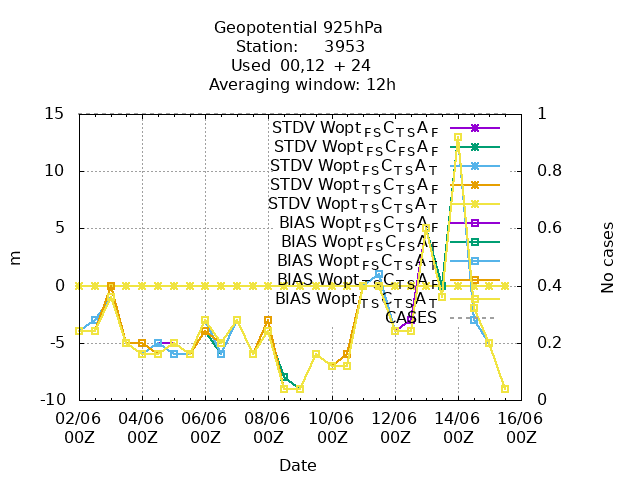 Geopotential 925hPa
Station: 3953
Used 00,12 + 24
Averaging window: 12h
STDV Wopt FS C TS A F
STDV Wopt FS C FS A F
STDV Wopt FS C TS A T
STDV Wopt TS C TS A F
STDV Wopt TS C TS A T
BIAS Wopt FS C TS A F
BIAS Wopt FS C FS A F
BIAS Wopt FS C TS A T
BIAS Wopt TS C TS A F
BIAS Wopt TS C TS A T
CASES
15
10
5
0
-5
-10
m
1
0.8
0.6
0.4
0.2
0
No cases
02/06 04/06 06/06 08/06 10/06 12/06 14/06 16/06
00Z 00Z 00Z 00Z 00Z 00Z 00Z 00Z
Date